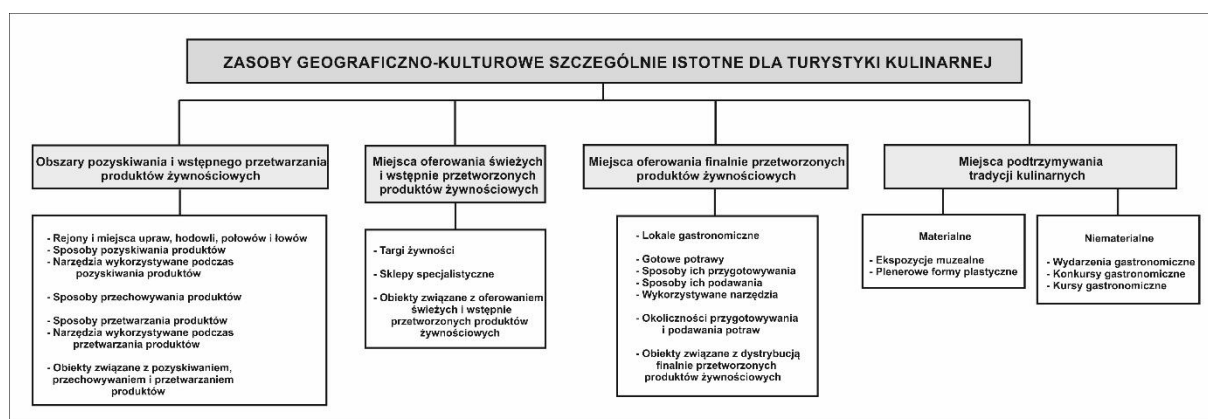 ZASOBY GEOGRAFICZNO-KULTUROWE SZCZEGÓLNIE ISTOTNE DLA TURYSTYKI KULINARNEJ
Obszary pozyskiwania i wstępnego przetwarzania
produktów żywnościowych
- Rejony i miejsca upraw, hodowli, połowów i łowów
- Sposoby pozyskiwania produktów
- Narzędzia wykorzystywane podczas
pozyskiwania produktów
- Sposoby przechowywania produktów
- Sposoby przetwarzania produktów
- Narzędzia wykorzystywane podczas
przetwarzania produktów
- Obiekty związane z pozyskiwaniem,
przechowywaniem i przetwarzaniem
produktów
Miejsca oferowania świeżych
i wstępnie przetworzonych
produktów żywnościowych
- Targi żywności
- Sklepy specjalistyczne
- Obiekty związane z oferowaniem
świeżych i wstępnie
przetworzonych produktów
żywnościowych
Miejsca oferowania finalnie przetworzonych
produktów żywnościowych
- Lokale gastronomiczne
- Gotowe potrawy
- Sposoby ich przygotowywania
- Sposoby ich podawania
- Wykorzystywane narzędzia
- Okoliczności przygotowywania
i podawania potraw
- Obiekty związane z dystrybucją
finalnie przetworzonych
produktów żywnościowych
Miejsca podtrzymywania
tradycji kulinarnych
Materialne
- Ekspozycje muzealne
- Plenerowe formy plastyczne
Niematerialne
- Wydarzenia gastronomiczne
- Konkursy gastronomiczne
- Kursy gastronomiczne